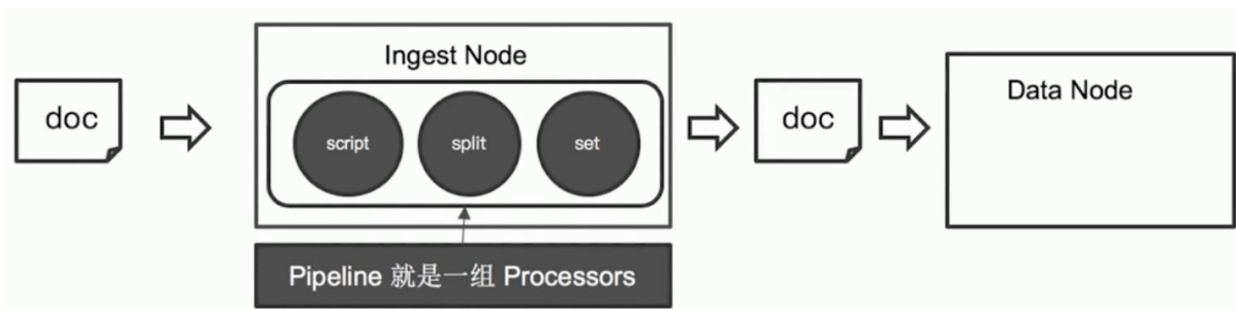 doc
Ingest Node
script
split
set
Pipeline 就是一组 Processors
doc
Data Node